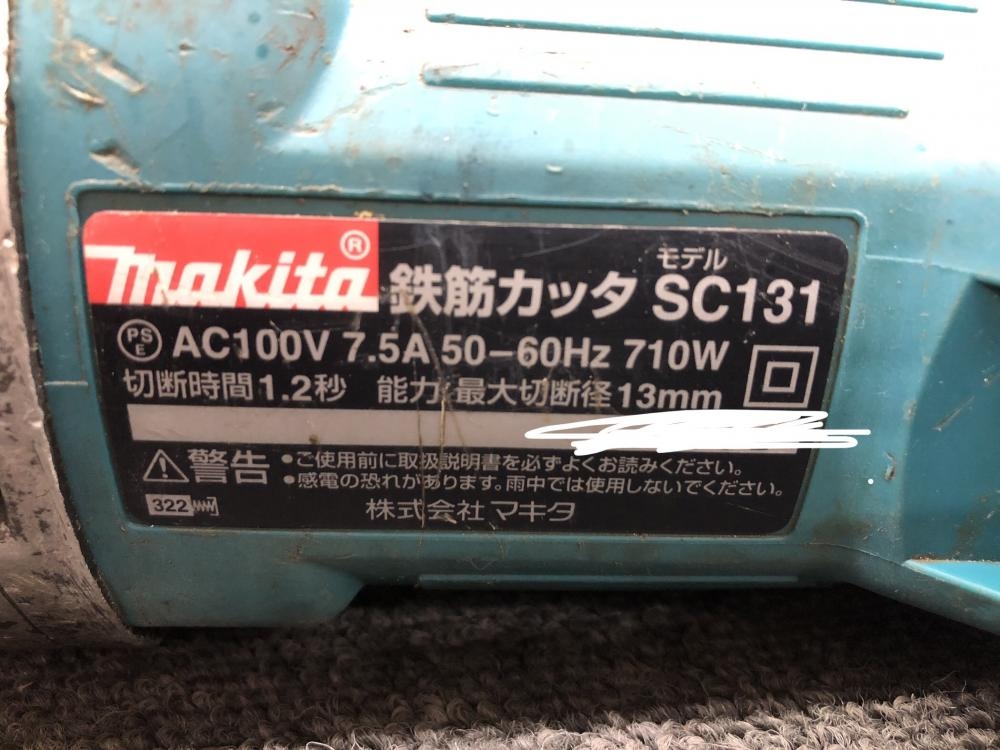 makita® 鉄筋カッタ モデル SC131
PSE AC100V 7.5A 50-60Hz 710W
切断時間1.2秒 能力 最大切断径13mm
⚠警告 •ご使用前に取扱説明書を必ずよくお読みください。
•感電の恐れがあります。雨中では使用しないでください。
322 株式会社マキタ